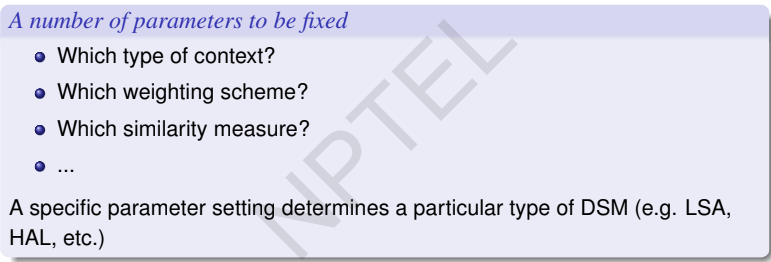 A number of parameters to be fixed
Which type of context?
Which weighting scheme?
Which similarity measure?
...
A specific parameter setting determines a particular type of DSM (e.g. LSA,
HAL, etc.)
NPTEL